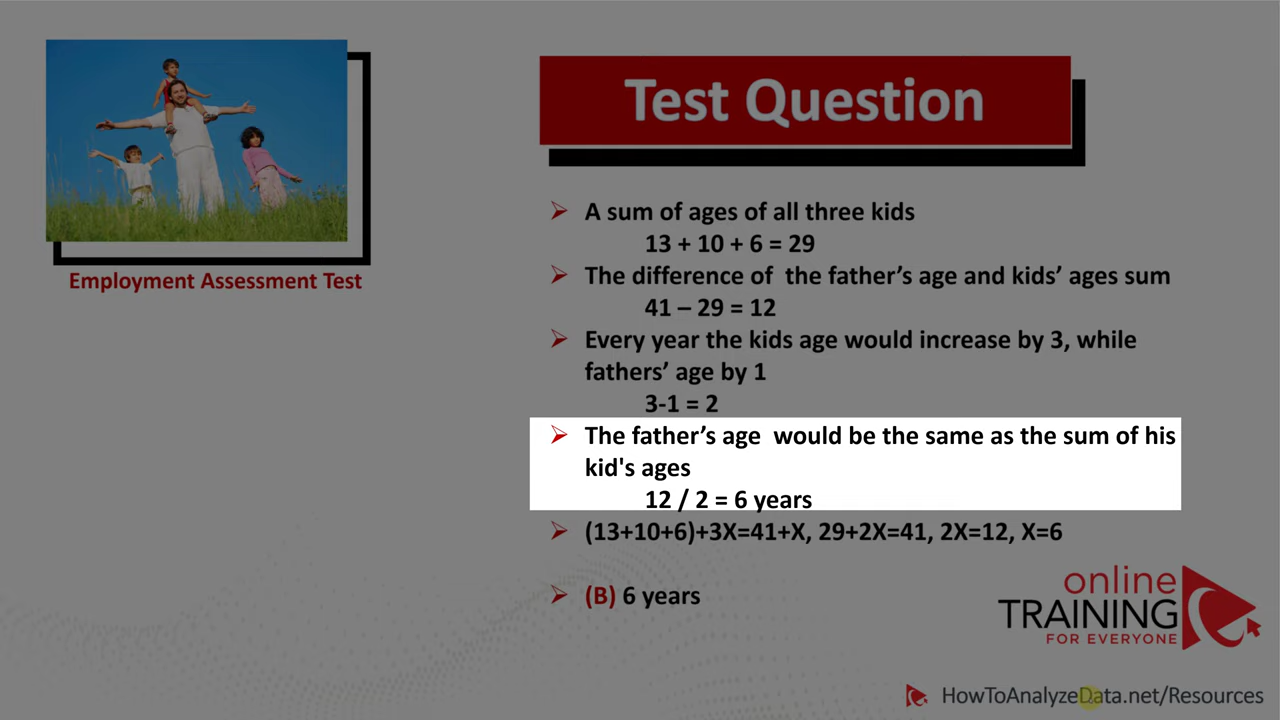 Test Question
Employment Assessment Test
➢ A sum of ages of all three kids
13 + 10 + 6 = 29
➢ The difference of  the father’s age and kids’ ages sum
41 – 29 = 12
➢ Every year the kids age would increase by 3, while
fathers’ age by 1
3-1 = 2
➢ The father’s age  would be the same as the sum of his
kid's ages
12 / 2 = 6 years
➢ (13+10+6)+3X=41+X, 29+2X=41, 2X=12, X=6
➢ (B) 6 years
online
TRAINING
FOR EVERYONE
HowToAnalyzeData.net/Resources